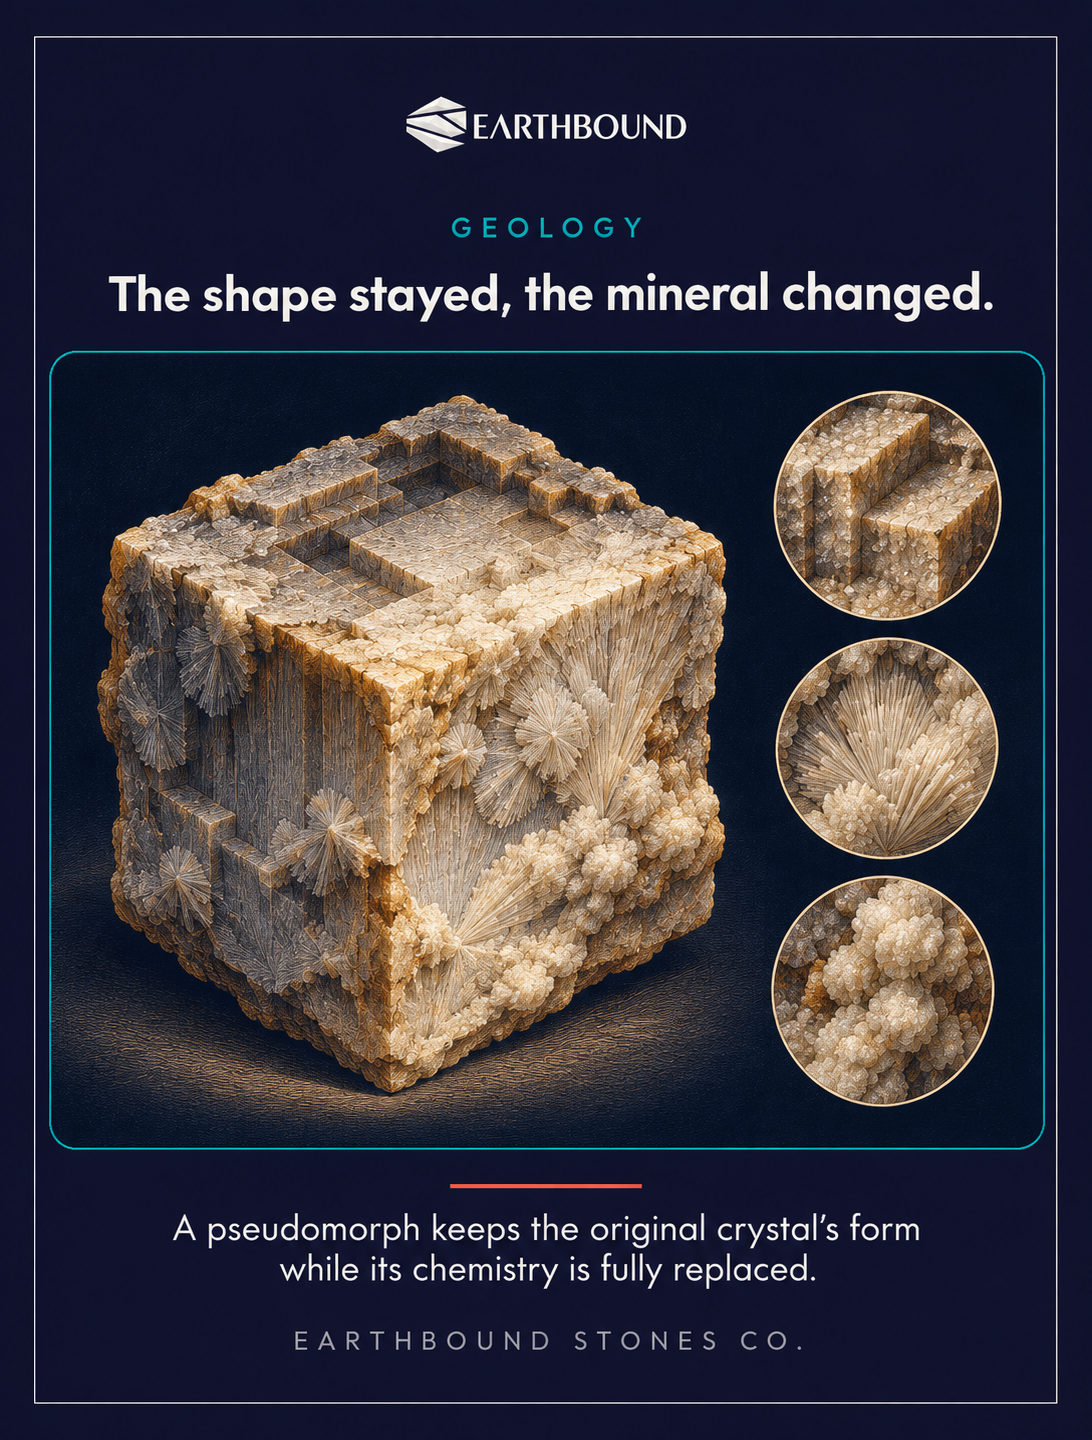 EARTHBOUND
GEOLOGY
The shape stayed, the mineral changed.
A pseudomorph keeps the original crystal’s form
while its chemistry is fully replaced.
EARTHBOUND STONES CO.